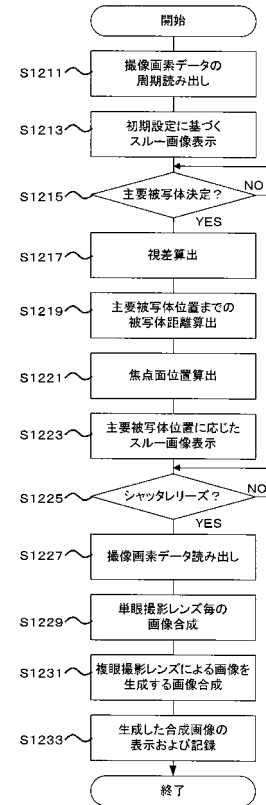 開始
S1211
撮像画素データの
周期読み出し
S1213
初期設定に基づく
スルー画像表示
S1215
主要被写体決定？
NO
YES
S1217
視差算出
S1219
主要被写体位置までの
被写体距離算出
S1221
焦点面位置算出
S1223
主要被写体位置に応じた
スルー画像表示
S1225
シャッタレリーズ？
NO
YES
S1227
撮像画素データ読み出し
S1229
単眼撮影レンズ毎の
画像合成
S1231
複眼撮影レンズによる画像を
生成する画像合成
S1233
生成した合成画像の
表示および記録
終了